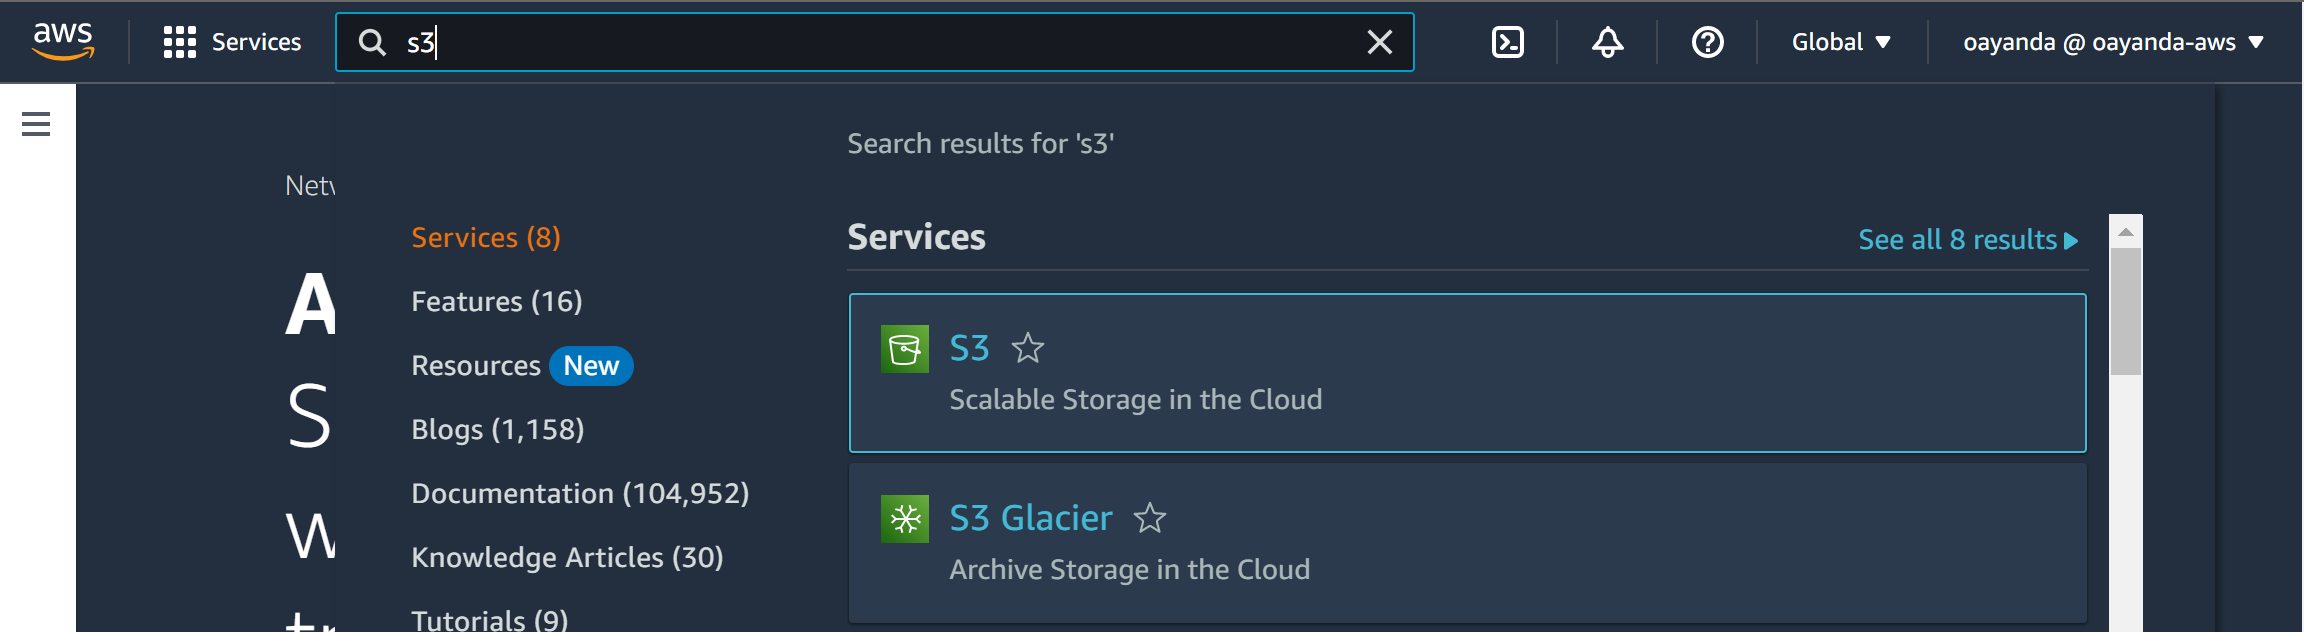 aws Services s3 Global oayanda @ oayanda-aws
Search results for 's3'
Services (8)
Features (16)
Resources New
Blogs (1,158)
Documentation (104,952)
Knowledge Articles (30)
Tutorials (9)
Services See all 8 results
S3
Scalable Storage in the Cloud
S3 Glacier
Archive Storage in the Cloud